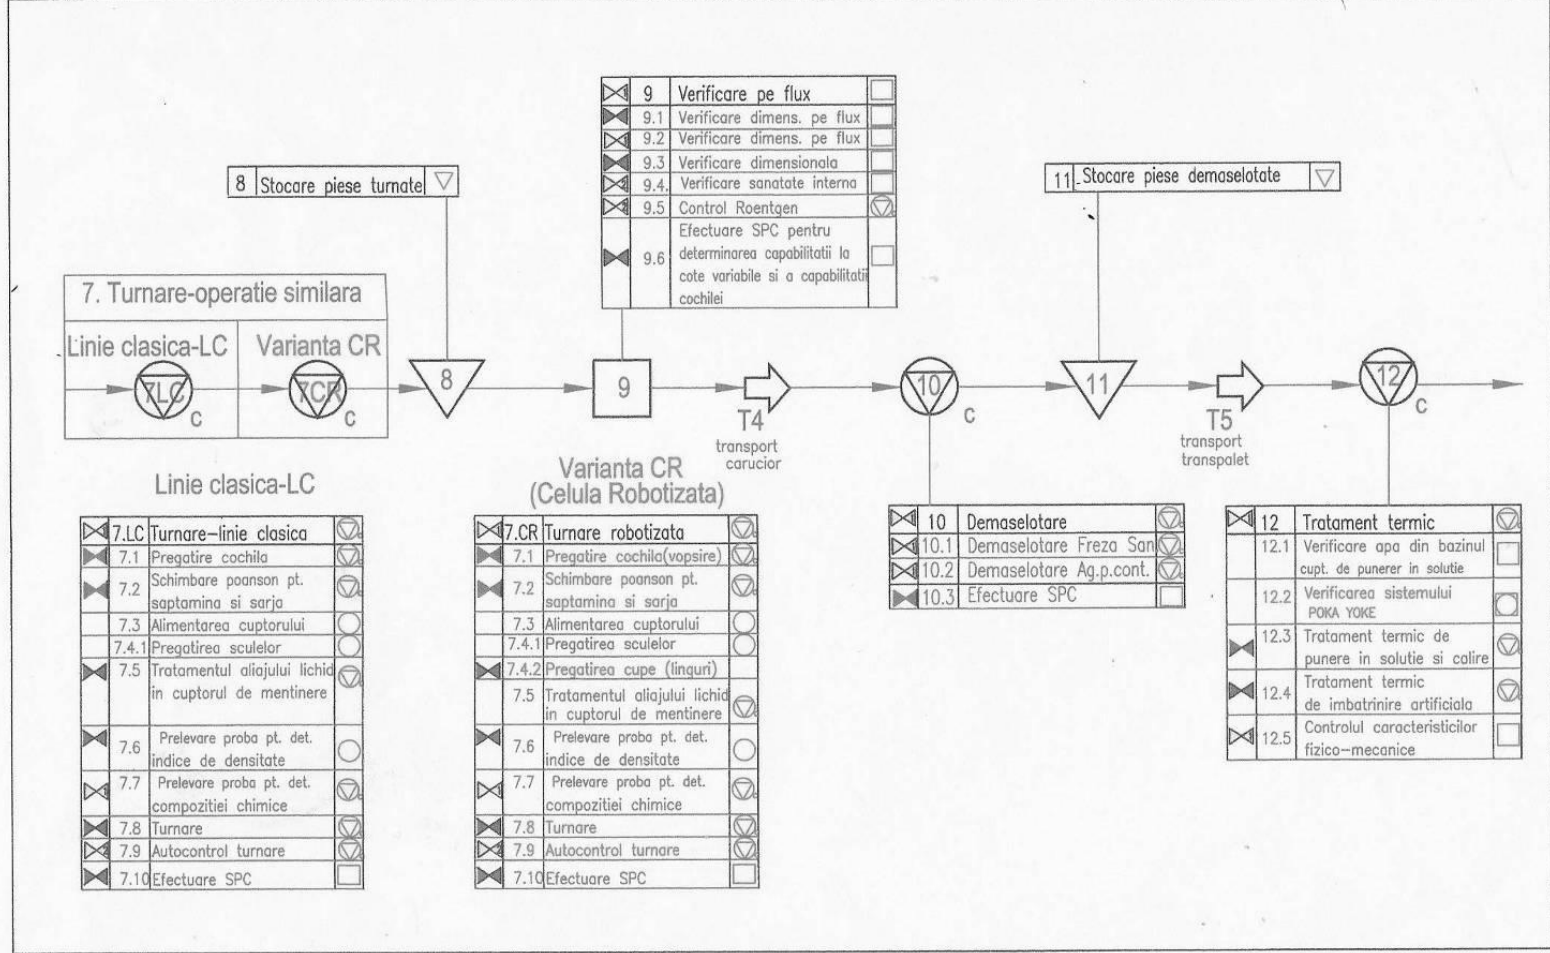 9 Verificare pe flux
9.1 Verificare dimens. pe flux
9.2 Verificare dimens. pe flux
9.3 Verificare dimensionala
9.4. Verificare sanatate interna
9.5 Control Roentgen
9.6 Efectuare SPC pentru
determinarea capabilitatii la
cote variabile si a capabilitatii
cochilei
8 Stocare piese turnate
11 Stocare piese demaselotate
7. Turnare-operatie similara
Linie clasica-LC
Varianta CR
7LC
C
7CR
C
8
9
T4
transport
carucior
10
C
11
T5
transport
transpalet
12
C
Linie clasica-LC
7.LC Turnare-linie clasica
7.1 Pregatire cochila
7.2 Schimbare poanson pt.
saptamina si sarja
7.3 Alimentarea cuptorului
7.4.1 Pregatirea sculelor
7.5 Tratamentul aliajului lichid
in cuptorul de mentinere
7.6 Prelevare proba pt. det.
indice de densitate
7.7 Prelevare proba pt. det.
compozitiei chimice
7.8 Turnare
7.9 Autocontrol turnare
7.10 Efectuare SPC
Varianta CR
(Celula Robotizata)
7.CR Turnare robotizata
7.1 Pregatire cochila(vopsire)
7.2 Schimbare poanson pt.
saptamina si sarja
7.3 Alimentarea cuptorului
7.4.1 Pregatirea sculelor
7.4.2 Pregatirea cupe (linguri)
7.5 Tratamentul aliajului lichid
in cuptorul de mentinere
7.6 Prelevare proba pt. det.
indice de densitate
7.7 Prelevare proba pt. det.
compozitiei chimice
7.8 Turnare
7.9 Autocontrol turnare
7.10 Efectuare SPC
10 Demaselotare
10.1 Demaselotare Freza San
10.2 Demaselotare Ag.p.cont.
10.3 Efectuare SPC
12 Tratament termic
12.1 Verificare apa din bazinul
cupt. de punerer in solutie
12.2 Verificarea sistemului
POKA YOKE
12.3 Tratament termic de
punere in solutie si calire
12.4 Tratament termic
de imbatrinire artificiala
12.5 Controlul caracteristicilor
fizico-mecanice